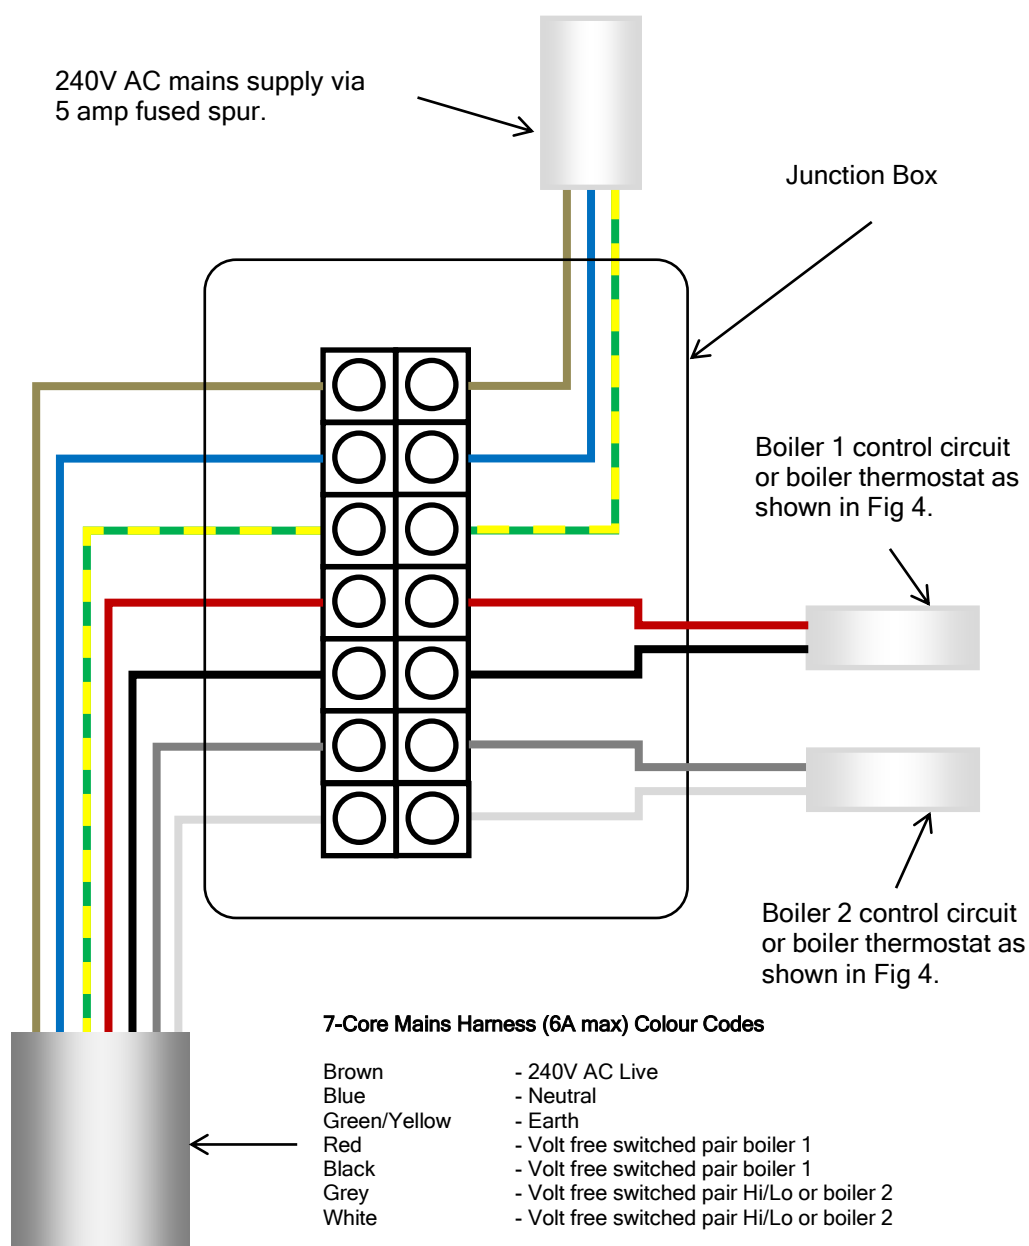 240V AC mains supply via
5 amp fused spur.
Junction Box
Boiler 1 control circuit
or boiler thermostat as
shown in Fig 4.
Boiler 2 control circuit
or boiler thermostat as
shown in Fig 4.
7-Core Mains Harness (6A max) Colour Codes
Brown - 240V AC Live
Blue - Neutral
Green/Yellow - Earth
Red - Volt free switched pair boiler 1
Black - Volt free switched pair boiler 1
Grey - Volt free switched pair Hi/Lo or boiler 2
White - Volt free switched pair Hi/Lo or boiler 2